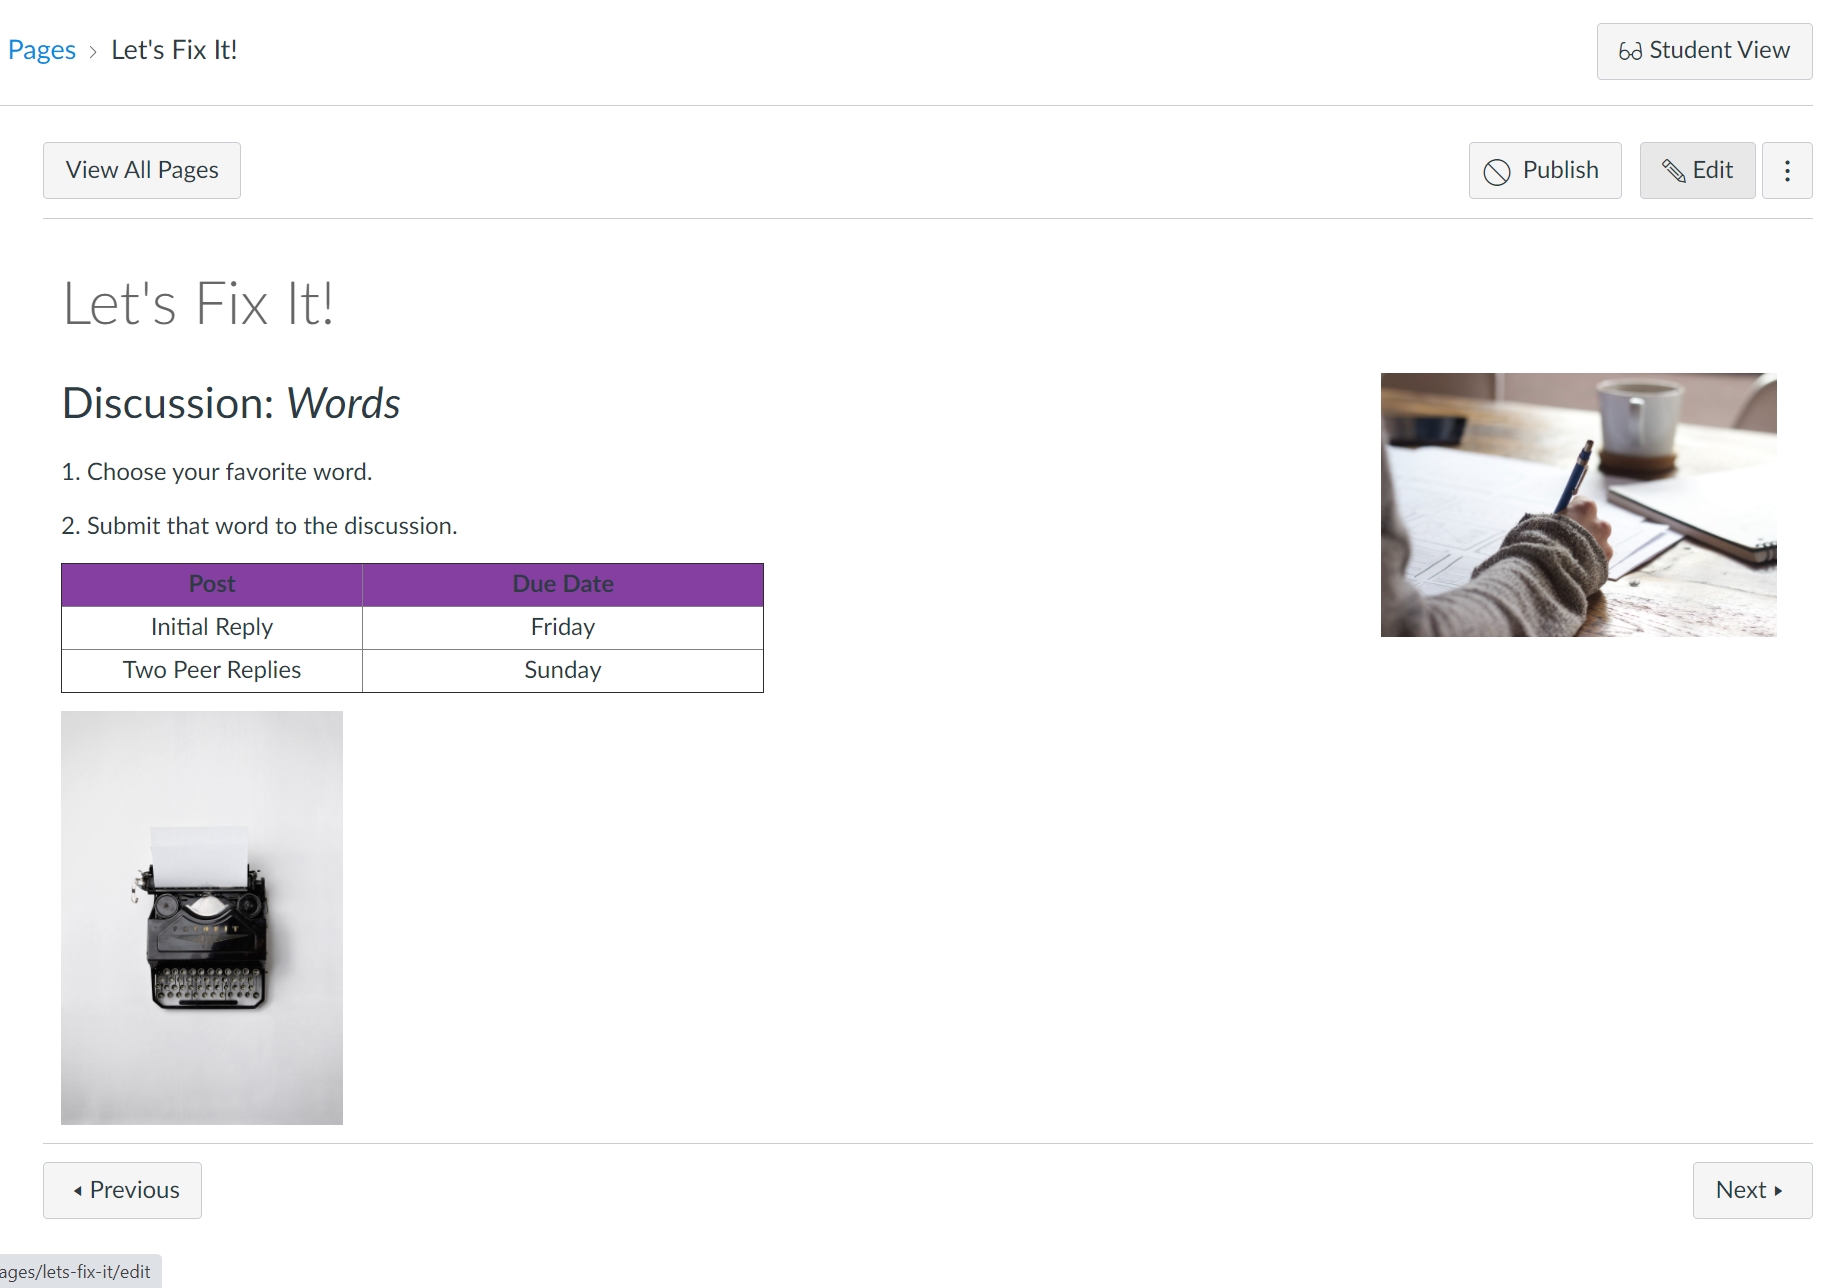 Pages > Let's Fix It!
Student View
View All Pages
Publish
Edit
Let's Fix It!
Discussion: Words
1. Choose your favorite word.
2. Submit that word to the discussion.
Post Due Date
Initial Reply Friday
Two Peer Replies Sunday
Previous
Next
ages/lets-fix-it/edit